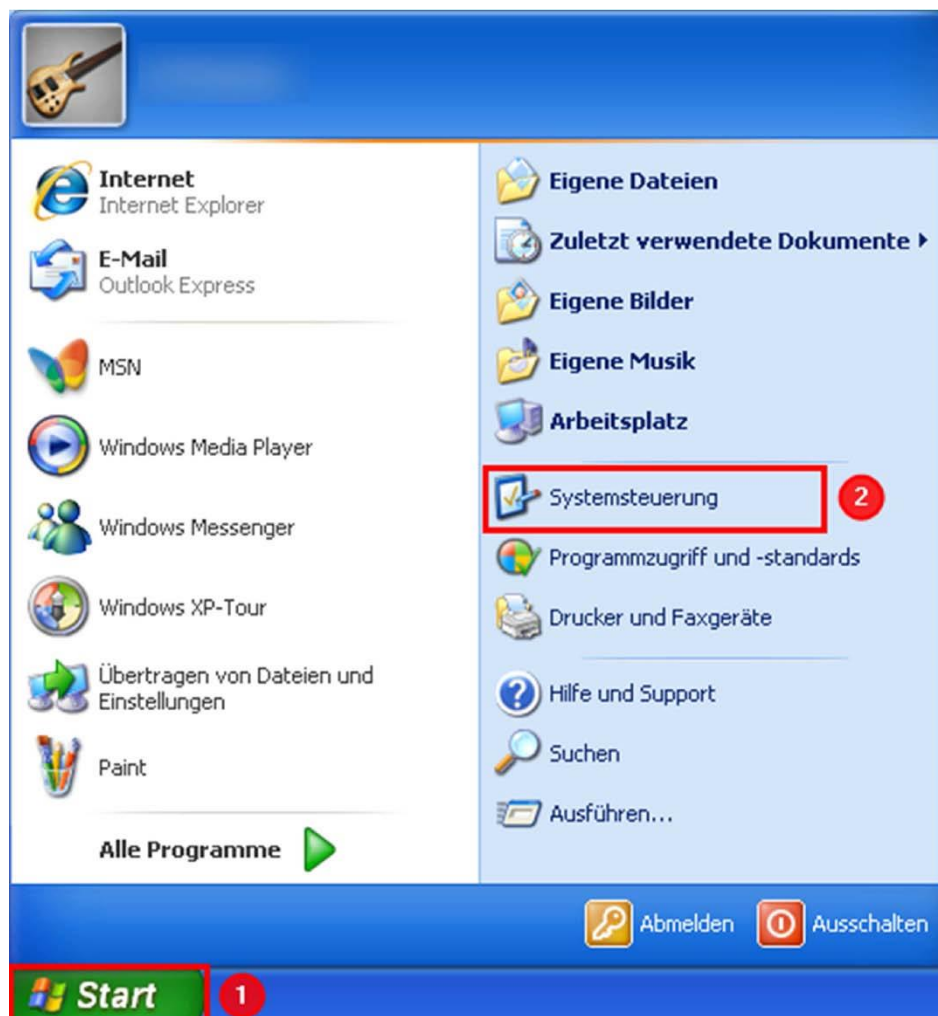 Internet
Internet Explorer
E-Mail
Outlook Express
MSN
Windows Media Player
Windows Messenger
Windows XP-Tour
Übertragen von Dateien und
Einstellungen
Paint
Alle Programme
Eigene Dateien
Zuletzt verwendete Dokumente
Eigene Bilder
Eigene Musik
Arbeitsplatz
Systemsteuerung
2
Programmzugriff und -standards
Drucker und Faxgeräte
Hilfe und Support
Suchen
Ausführen...
Abmelden
Ausschalten
Start
1